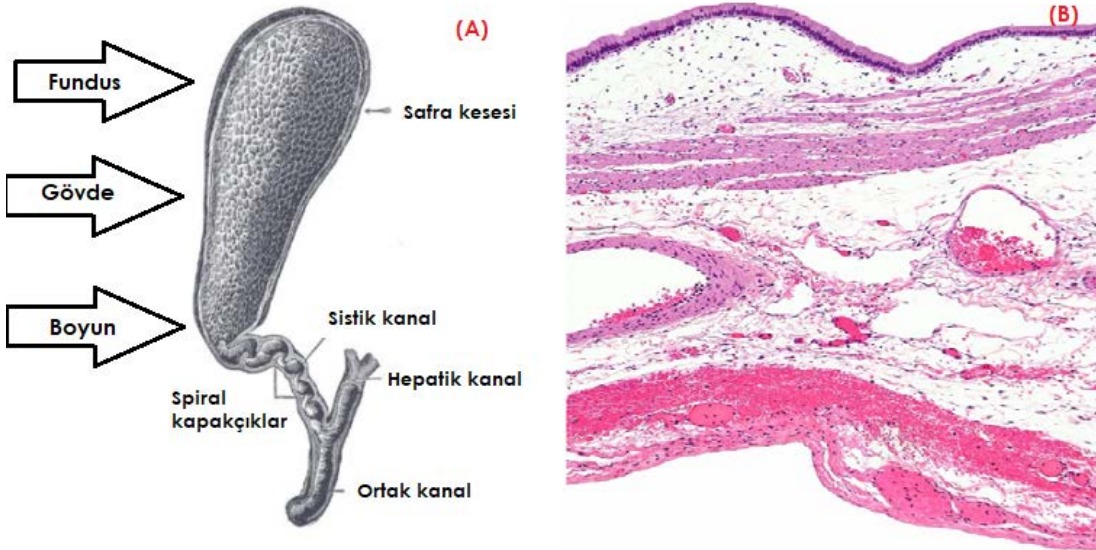 (A)
Fundus
Safra kesesi
Gövde
Boyun
Sistik kanal
Hepatik kanal
Spiral
kapakçıklar
Ortak kanal
(B)